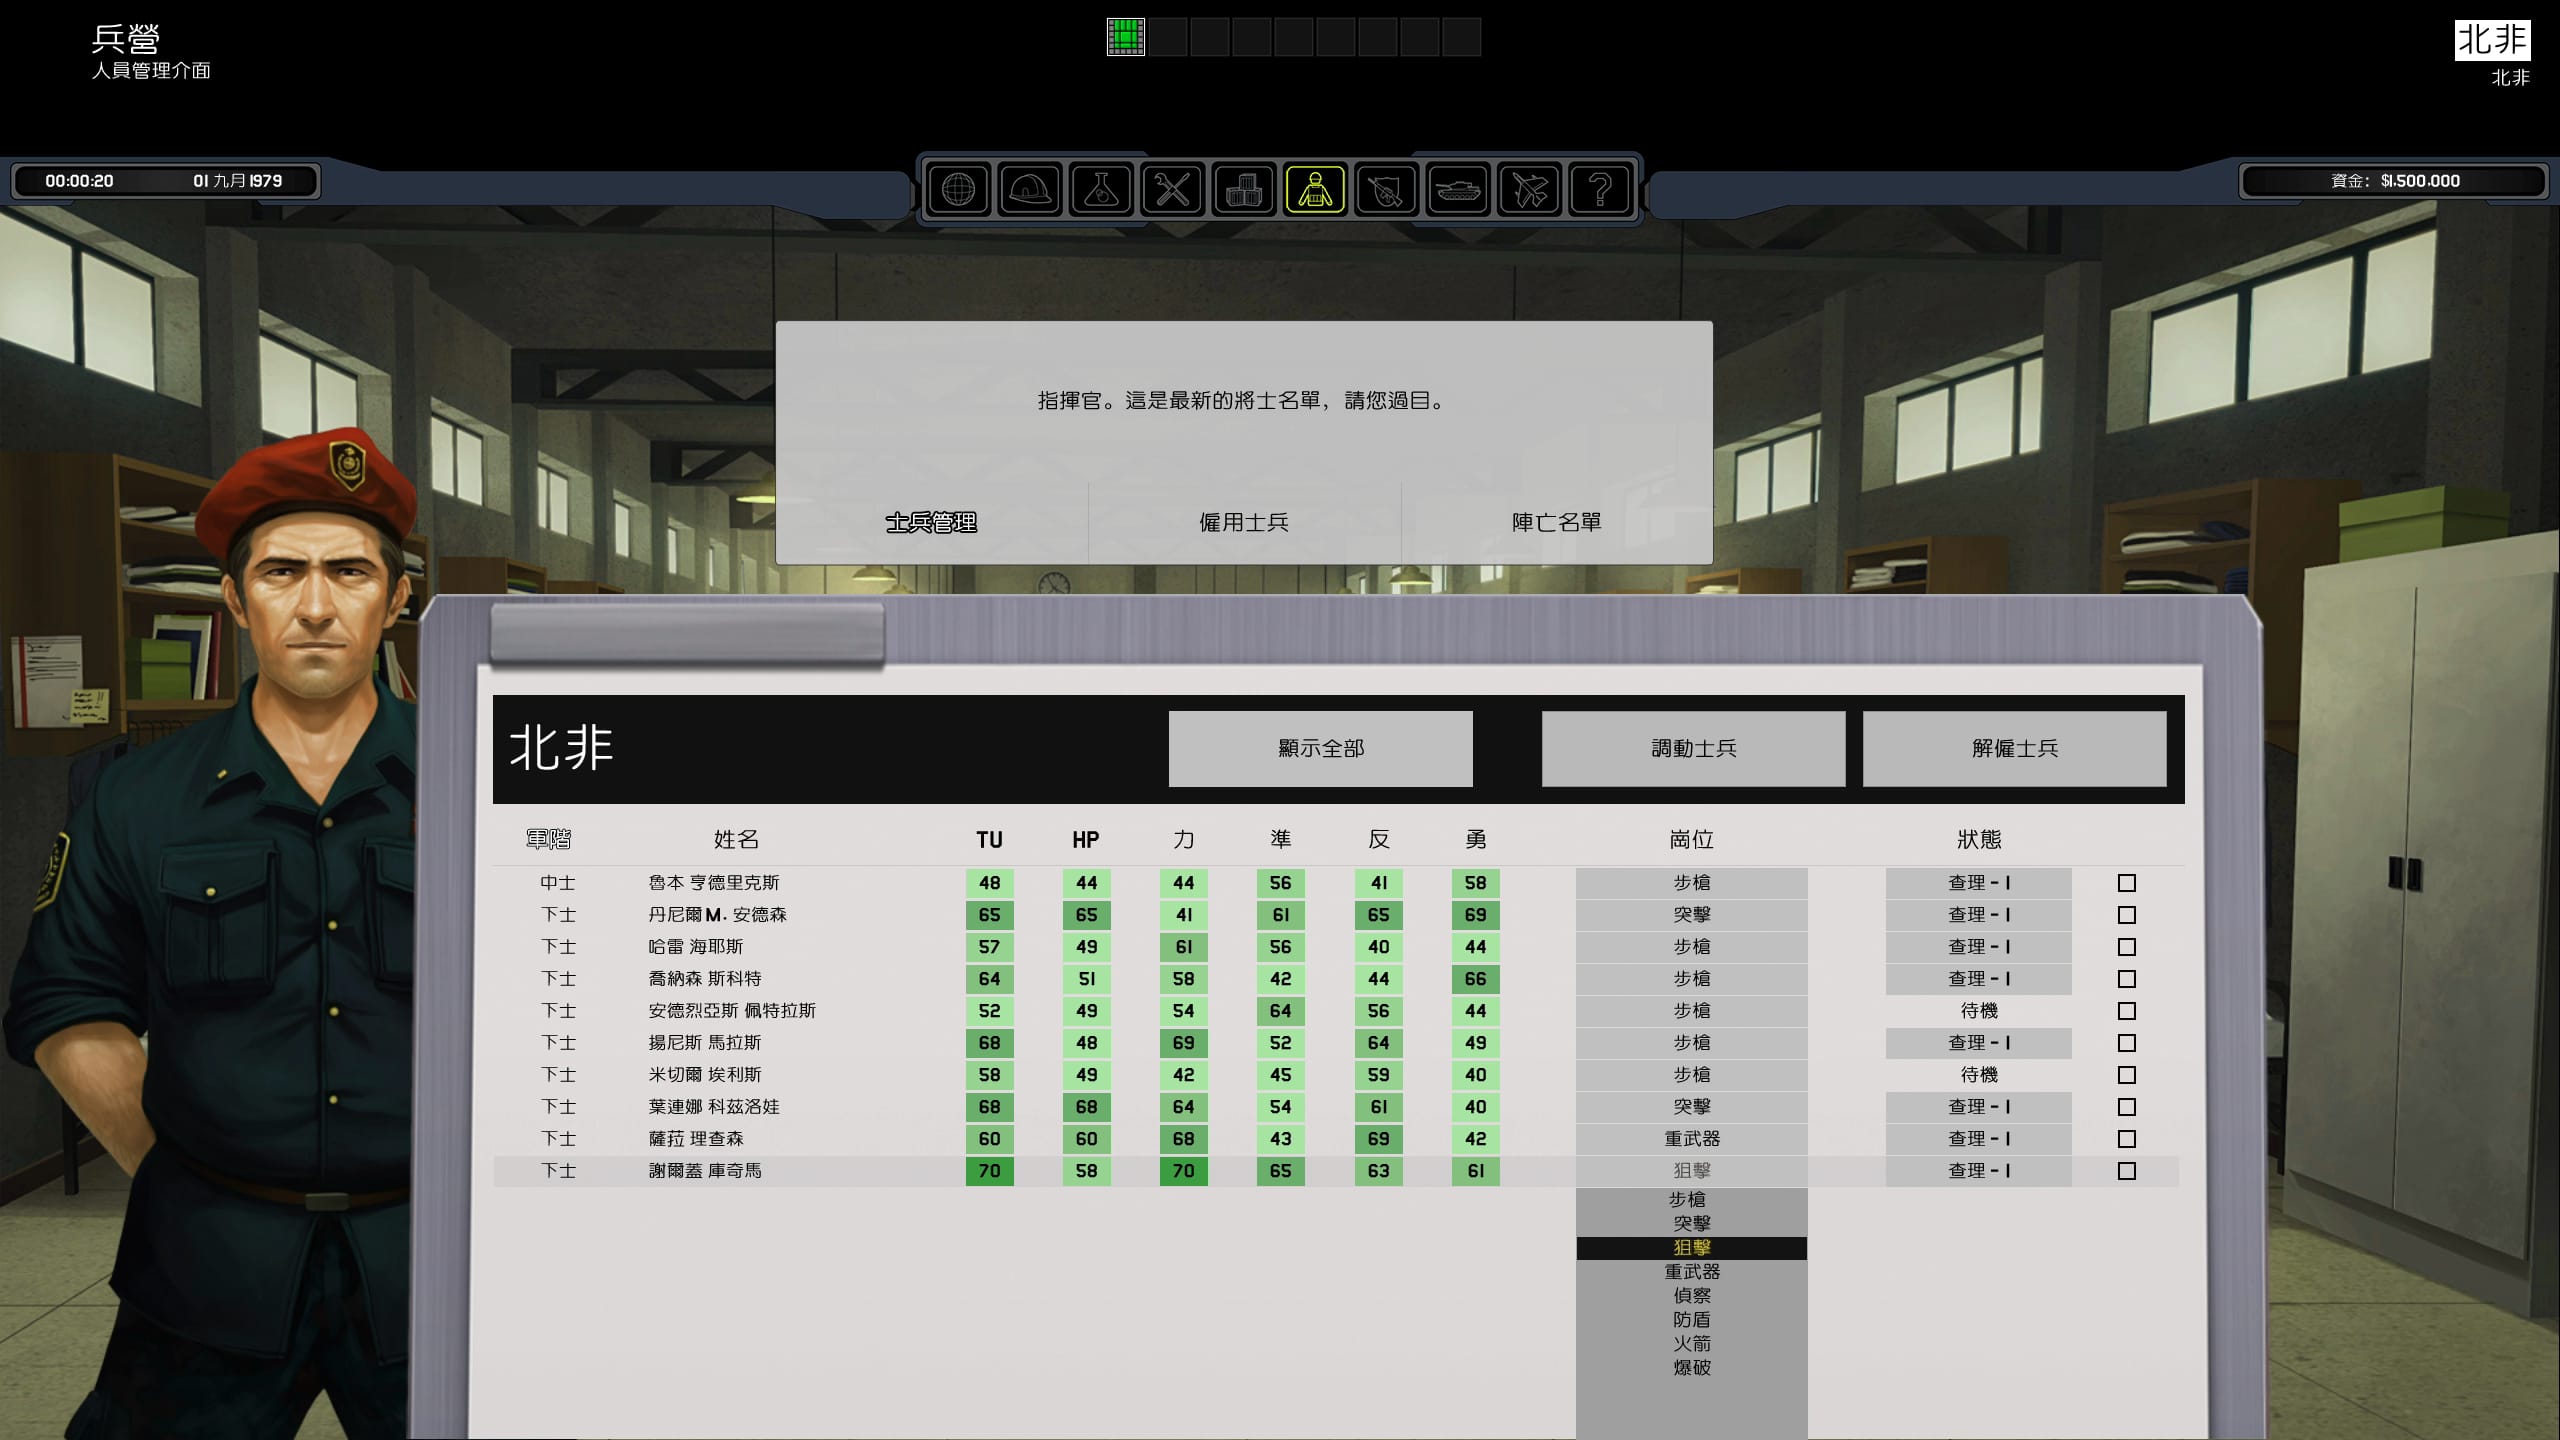 兵營
人員管理介面
北非
北非
00:00:20 01 九月 1979
資金: $1,500,000
指揮官。這是最新的將士名單，請您過目。
士兵管理 僱用士兵 陣亡名單
北非 顯示全部 調動士兵 解僱士兵
軍階 姓名 TU HP 力 準 反 勇 崗位 狀態
中士 魯本 亨德里克斯 48 44 44 56 41 58 步槍 查理 - 1
下士 丹尼爾 M. 安德森 65 65 41 61 65 69 突擊 查理 - 1
下士 哈雷 海耶斯 57 49 61 56 40 44 步槍 查理 - 1
下士 喬納森 斯科特 64 51 58 42 44 66 步槍 查理 - 1
下士 安德烈亞斯 佩特拉斯 52 49 54 64 56 44 步槍 待機
下士 揚尼斯 馬拉斯 68 48 69 52 64 49 步槍 查理 - 1
下士 米切爾 埃利斯 58 49 42 45 59 40 步槍 待機
下士 葉連娜 科茲洛娃 68 68 64 54 61 40 突擊 查理 - 1
下士 薩菈 理查森 60 60 68 43 69 42 重武器 查理 - 1
下士 謝爾蓋 庫奇馬 70 58 70 65 63 61 狙擊 查理 - 1
步槍
突擊
狙擊
重武器
偵察
防盾
火箭
爆破